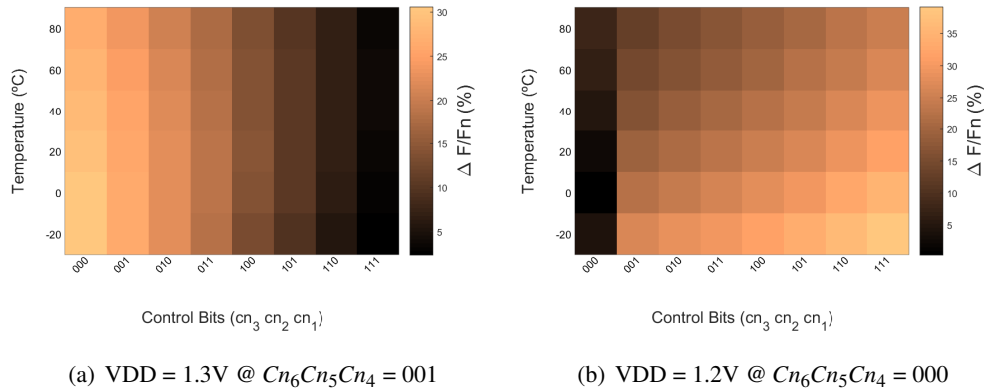 80
60
40
20
0
-20
Temperature (ºC)
000 001 010 011 100 101 110 111
Control Bits (cn3 cn2 cn1)
30
25
20
15
10
5
Δ F/Fn (%)
(a) VDD = 1.3V @ Cn6Cn5Cn4 = 001
80
60
40
20
0
-20
Temperature (ºC)
000 001 010 011 100 101 110 111
Control Bits (cn3 cn2 cn1)
35
30
25
20
15
10
5
Δ F/Fn (%)
(b) VDD = 1.2V @ Cn6Cn5Cn4 = 000